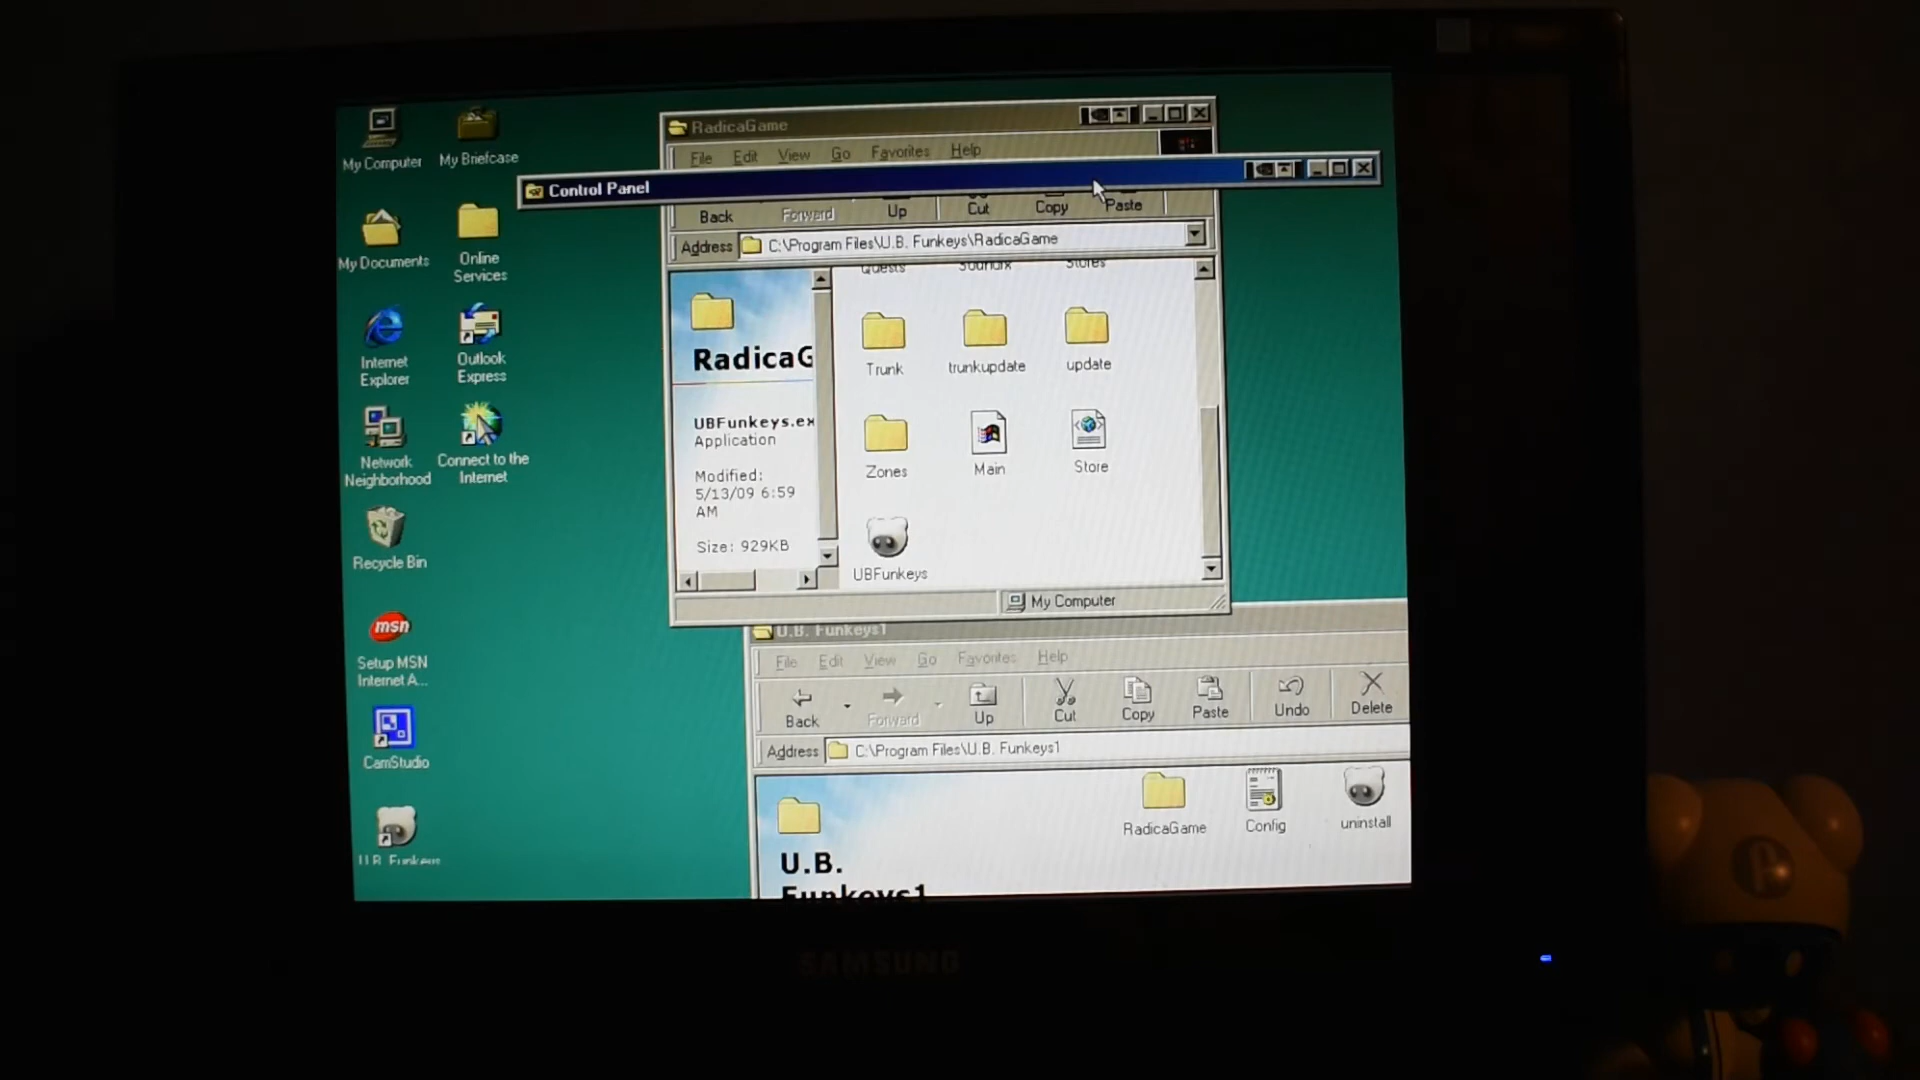 My Computer
My Briefcase
My Documents
Online
Services
Internet
Explorer
Outlook
Express
Network
Neighborhood
Connect to the
Internet
Recycle Bin
msn
Setup MSN
Internet A...
CamStudio
U.B. Funkeys
RadicaGame
File Edit View Go Favorites Help
Control Panel
Back Forward Up Cut Copy Paste
Address C:\Program Files\U.B. Funkeys\RadicaGame
Quests Soundfx Stores
RadicaG
UBFunkeys.ex
Application
Modified:
5/13/09 6:59
AM
Size: 929KB
Trunk trunkupdate update
Zones Main Store
UBFunkeys
My Computer
U.B. Funkeys1
File Edit View Go Favorites Help
Back Forward Up Cut Copy Paste Undo Delete
Address C:\Program Files\U.B. Funkeys1
RadicaGame Config uninstall
U.B.
Funkeys1
SAMSUNG